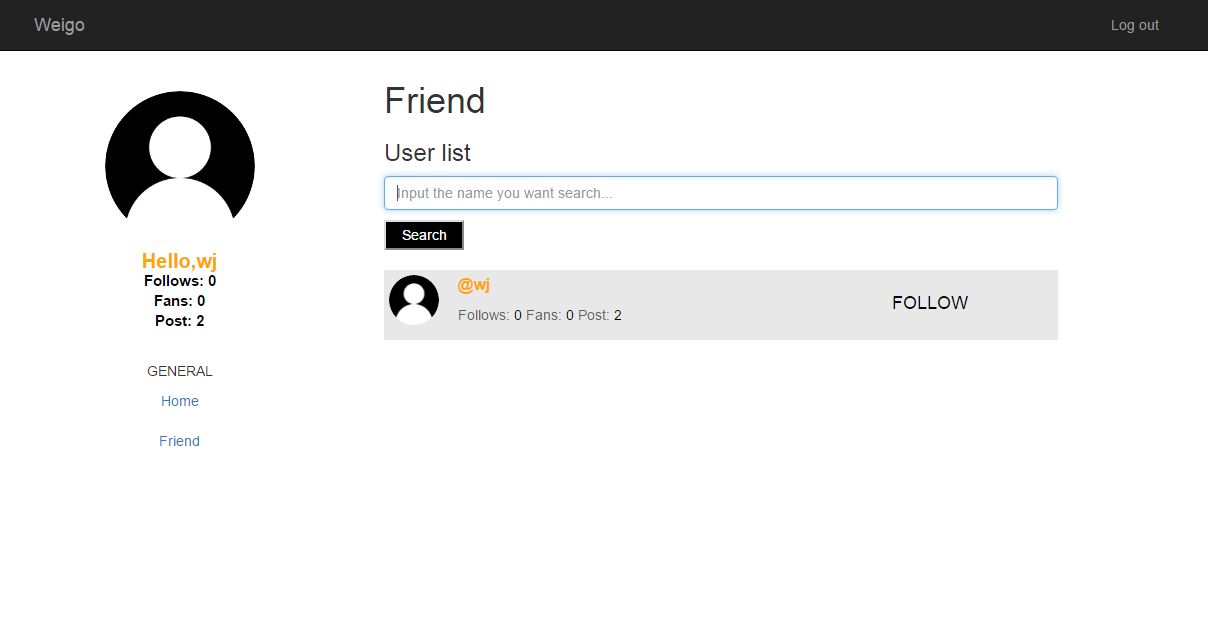 Weigo
Log out
Hello,wj
Follows: 0
Fans: 0
Post: 2
GENERAL
Home
Friend
Friend
User list
Input the name you want search...
Search
@wj
Follows: 0 Fans: 0 Post: 2
FOLLOW